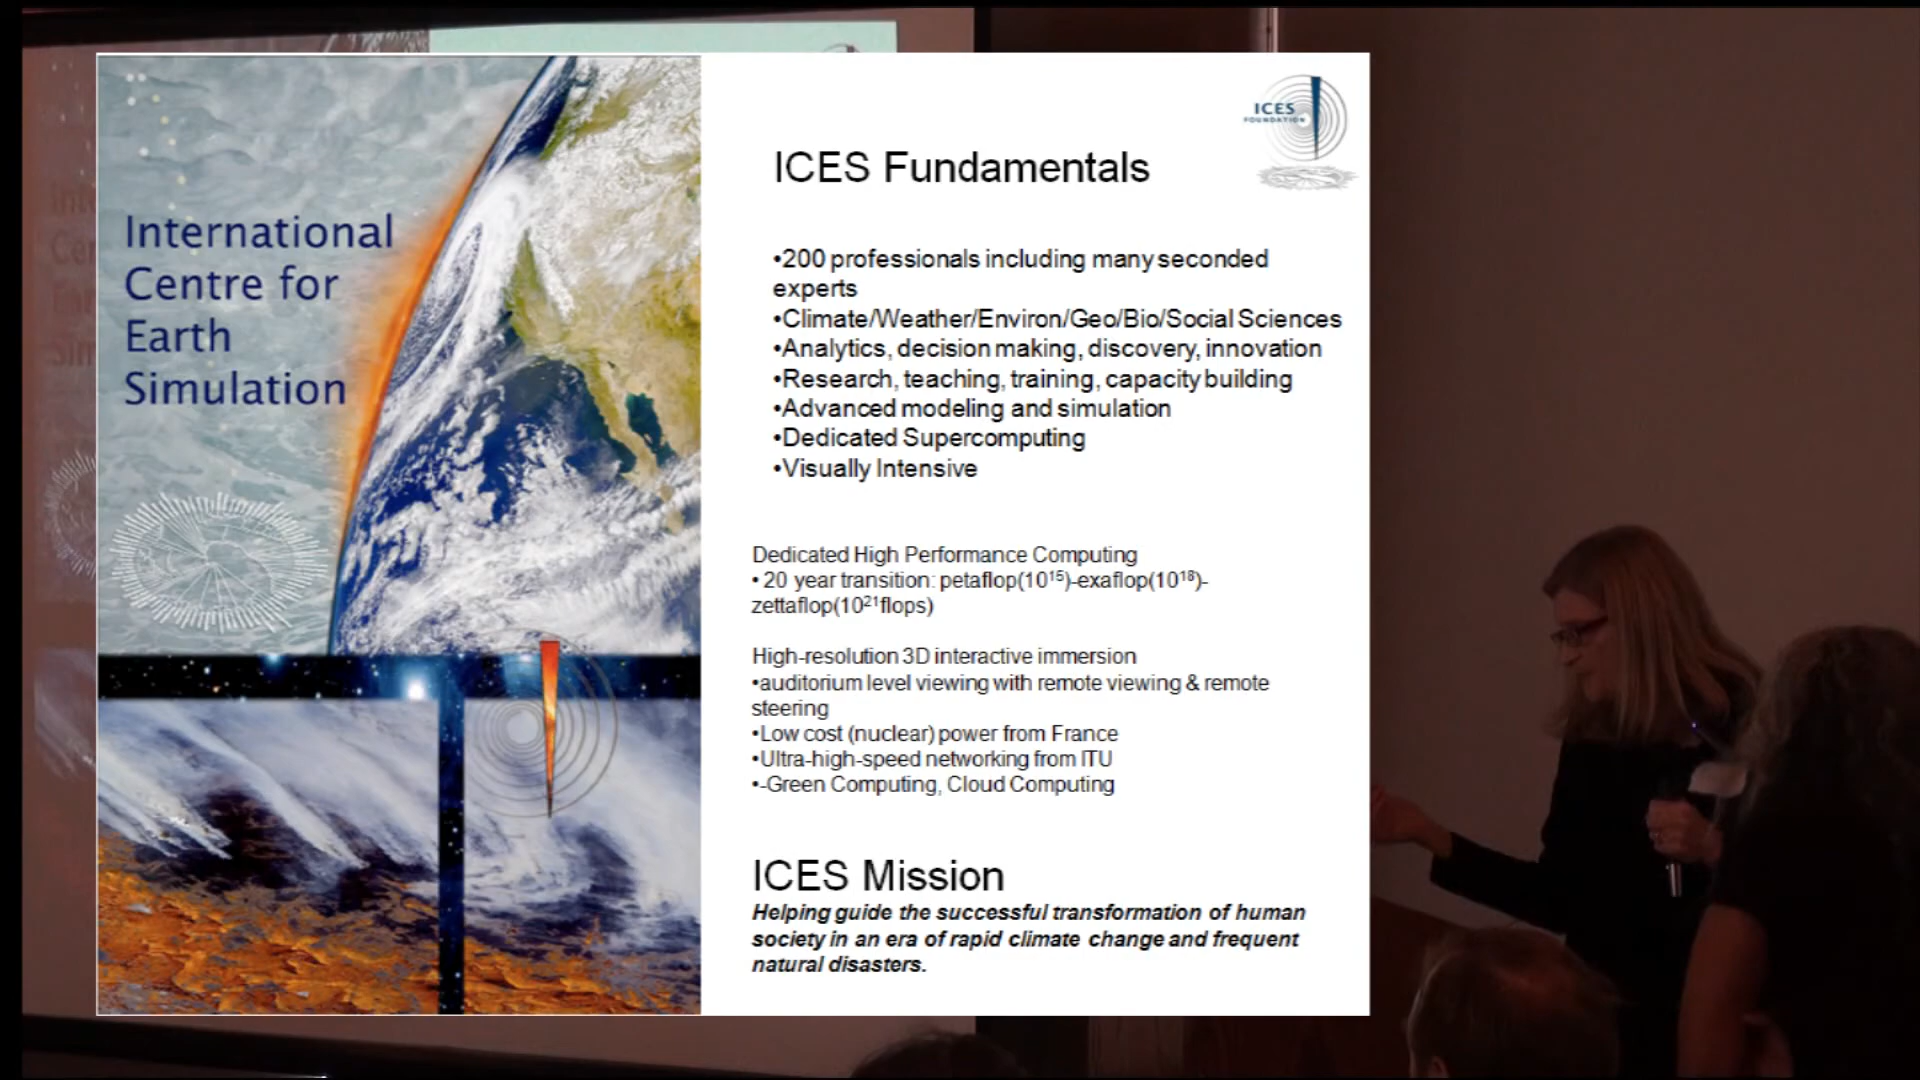 International
Centre for
Earth
Simulation
ICES
FOUNDATION
ICES Fundamentals
•200 professionals including many seconded
experts
•Climate/Weather/Environ/Geo/Bio/Social Sciences
•Analytics, decision making, discovery, innovation
•Research, teaching, training, capacity building
•Advanced modeling and simulation
•Dedicated Supercomputing
•Visually Intensive
Dedicated High Performance Computing
• 20 year transition: petaflop(10¹⁵)-exaflop(10¹⁸)-
zettaflop(10²¹flops)
High-resolution 3D interactive immersion
•auditorium level viewing with remote viewing & remote
steering
•Low cost (nuclear) power from France
•Ultra-high-speed networking from ITU
•-Green Computing, Cloud Computing
ICES Mission
Helping guide the successful transformation of human
society in an era of rapid climate change and frequent
natural disasters.